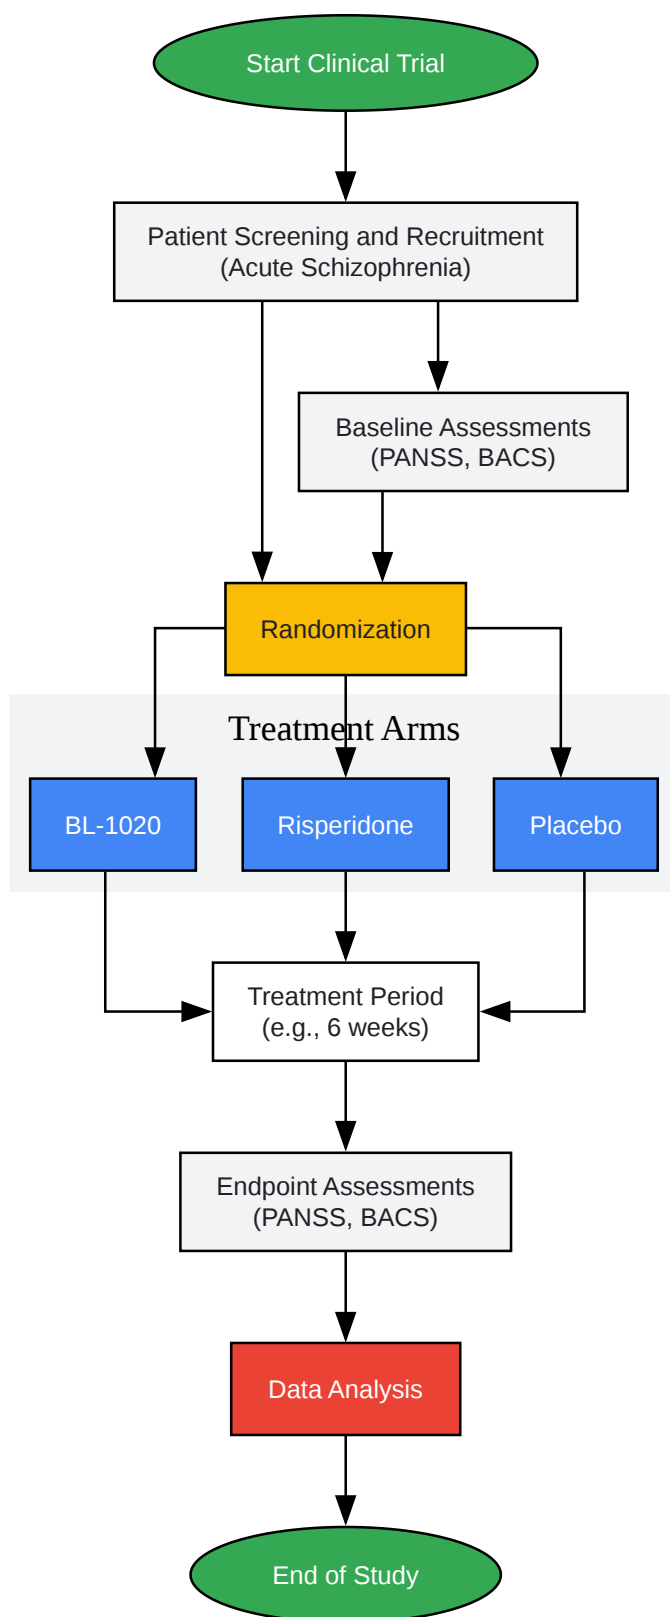 Start Clinical Trial
Patient Screening and Recruitment
(Acute Schizophrenia)
Baseline Assessments
(PANSS, BACS)
Randomization
Treatment Arms
BL-1020
Risperidone
Placebo
Treatment Period
(e.g., 6 weeks)
Endpoint Assessments
(PANSS, BACS)
Data Analysis
End of Study